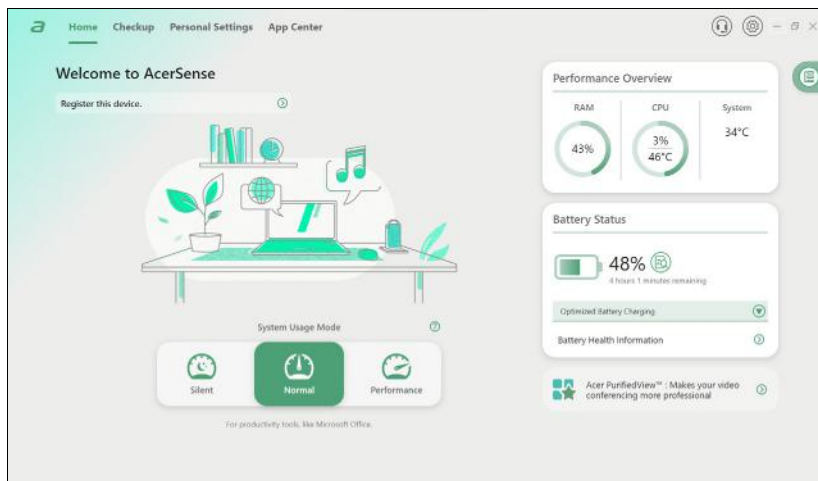 a
Home Checkup Personal Settings App Center
Welcome to AcerSense
Register this device.
System Usage Mode
Silent
Normal
Performance
For productivity tools, like Microsoft Office.
Performance Overview
RAM
CPU
System
43%
3%
46°C
34°C
Battery Status
48%
4 hours 1 minutes remaining
Optimized Battery Charging
Battery Health Information
Acer PurifiedView™ : Makes your video
conferencing more professional